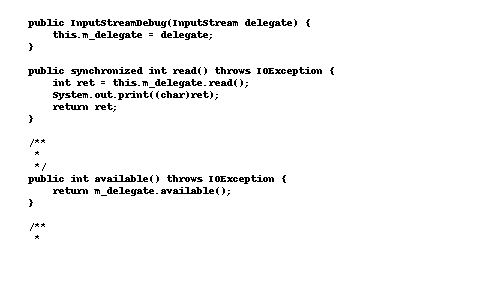 public InputStreamDebug(InputStream delegate) {
    this.m_delegate = delegate;
}
public synchronized int read() throws IOException {
    int ret = this.m_delegate.read();
    System.out.print((char)ret);
    return ret;
}
/**
 *
 */
public int available() throws IOException {
    return m_delegate.available();
}
/**
 *